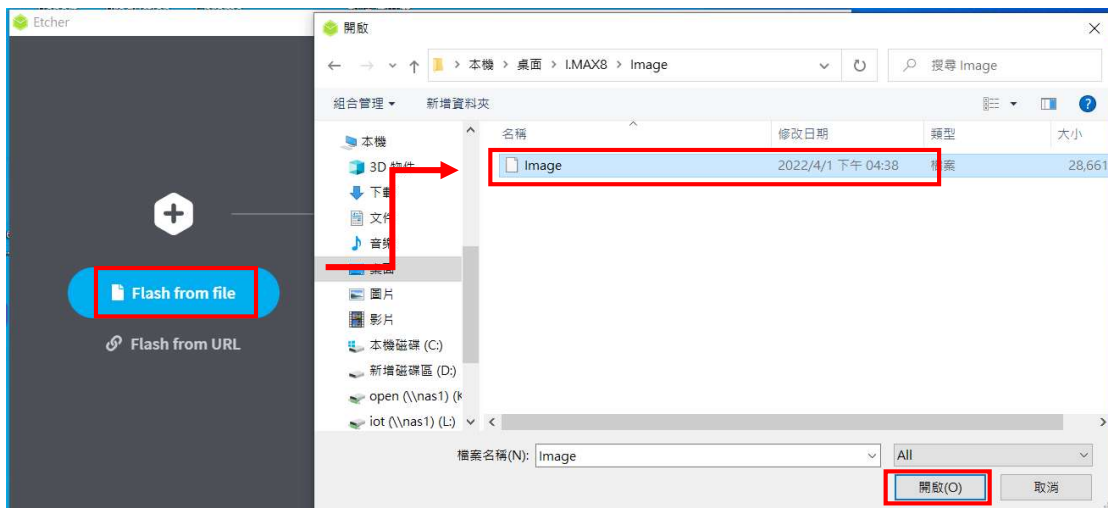 Etcher
開啟
本機 > 桌面 > I.MAX8 > Image
搜尋 Image
組合管理
新增資料夾
名稱
修改日期
類型
大小
本機
3D 物件
下載
文件
音樂
桌面
圖片
影片
本機磁碟 (C:)
新增磁碟區 (D:)
open (\\nas1) (K
iot (\\nas1) (L:)
Image
2022/4/1 下午 04:38
檔案
28,661
Flash from file
Flash from URL
檔案名稱(N):
Image
All
開啟(O)
取消